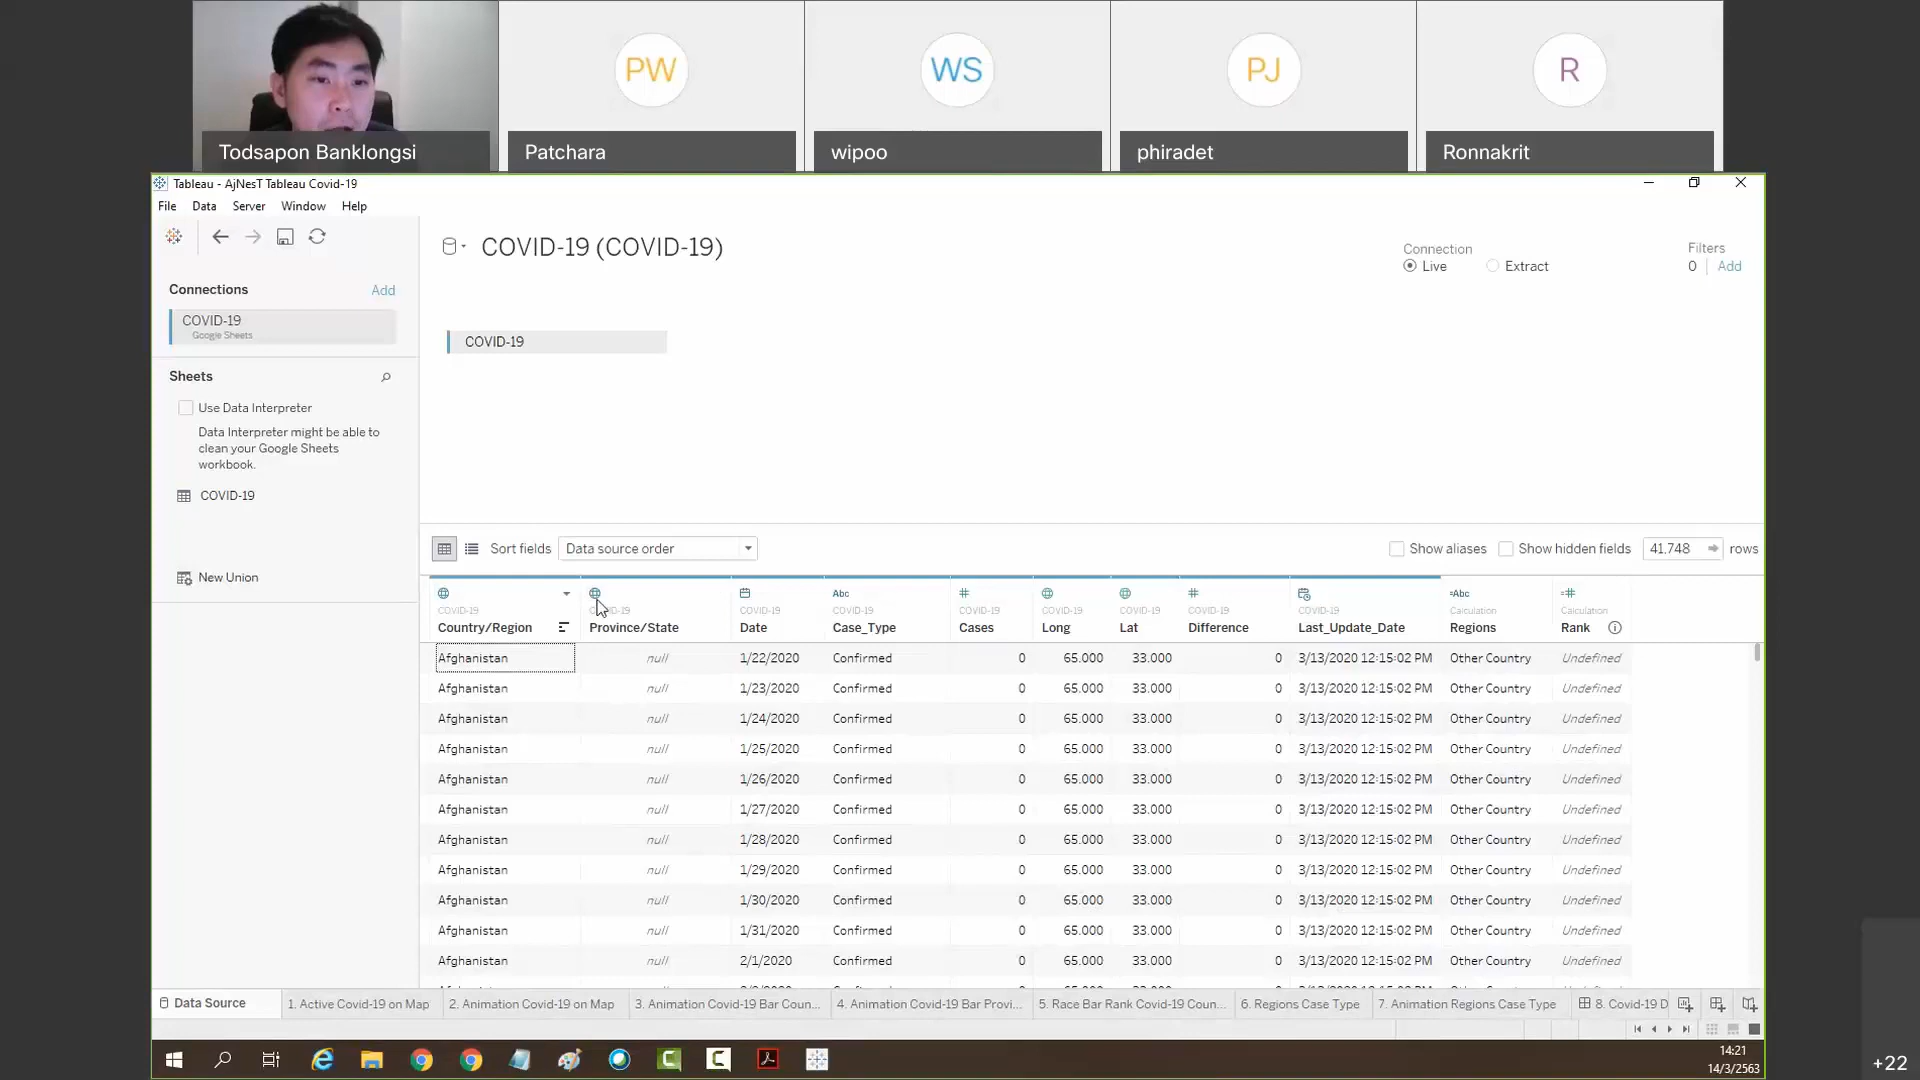 PW
WS
PJ
R
Todsapon Banklongsi
Patchara
wipoo
phiradet
Ronnakrit
Tableau - AjNesT Tableau Covid-19
File Data Server Window Help
COVID-19 (COVID-19)
Connection
Live Extract
Filters
0 Add
Connections Add
COVID-19
Google Sheets
COVID-19
Sheets
Use Data Interpreter
Data Interpreter might be able to
clean your Google Sheets
workbook.
COVID-19
New Union
Sort fields Data source order Show aliases Show hidden fields 41.748 rows
Abc # # =Abc =#
COVID-19 COVID-19 COVID-19 COVID-19 COVID-19 COVID-19 COVID-19 COVID-19 Calculation Calculation
Country/Region Province/State Date Case_Type Cases Long Lat Difference Last_Update_Date Regions Rank
Afghanistan null 1/22/2020 Confirmed 0 65.000 33.000 0 3/13/2020 12:15:02 PM Other Country Undefined
Afghanistan null 1/23/2020 Confirmed 0 65.000 33.000 0 3/13/2020 12:15:02 PM Other Country Undefined
Afghanistan null 1/24/2020 Confirmed 0 65.000 33.000 0 3/13/2020 12:15:02 PM Other Country Undefined
Afghanistan null 1/25/2020 Confirmed 0 65.000 33.000 0 3/13/2020 12:15:02 PM Other Country Undefined
Afghanistan null 1/26/2020 Confirmed 0 65.000 33.000 0 3/13/2020 12:15:02 PM Other Country Undefined
Afghanistan null 1/27/2020 Confirmed 0 65.000 33.000 0 3/13/2020 12:15:02 PM Other Country Undefined
Afghanistan null 1/28/2020 Confirmed 0 65.000 33.000 0 3/13/2020 12:15:02 PM Other Country Undefined
Afghanistan null 1/29/2020 Confirmed 0 65.000 33.000 0 3/13/2020 12:15:02 PM Other Country Undefined
Afghanistan null 1/30/2020 Confirmed 0 65.000 33.000 0 3/13/2020 12:15:02 PM Other Country Undefined
Afghanistan null 1/31/2020 Confirmed 0 65.000 33.000 0 3/13/2020 12:15:02 PM Other Country Undefined
Afghanistan null 2/1/2020 Confirmed 0 65.000 33.000 0 3/13/2020 12:15:02 PM Other Country Undefined
Data Source 1. Active Covid-19 on Map 2. Animation Covid-19 on Map 3. Animation Covid-19 Bar Coun... 4. Animation Covid-19 Bar Provi... 5. Race Bar Rank Covid-19 Coun... 6. Regions Case Type 7. Animation Regions Case Type 8. Covid-19 D
14:21
14/3/2563
+22